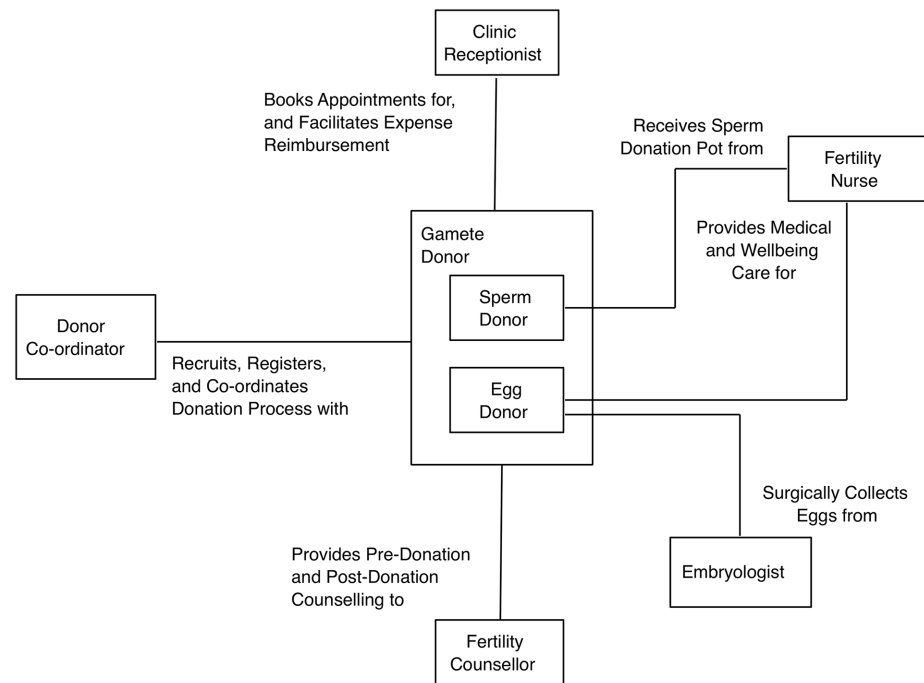 Clinic
Receptionist
Books Appointments for,
and Facilitates Expense
Reimbursement
Receives Sperm
Donation Pot from
Fertility
Nurse
Provides Medical
and Wellbeing
Care for
Gamete
Donor
Sperm
Donor
Donor
Co-ordinator
Recruits, Registers,
and Co-ordinates
Donation Process with
Egg
Donor
Surgically Collects
Eggs from
Embryologist
Provides Pre-Donation
and Post-Donation
Counselling to
Fertility
Counsellor